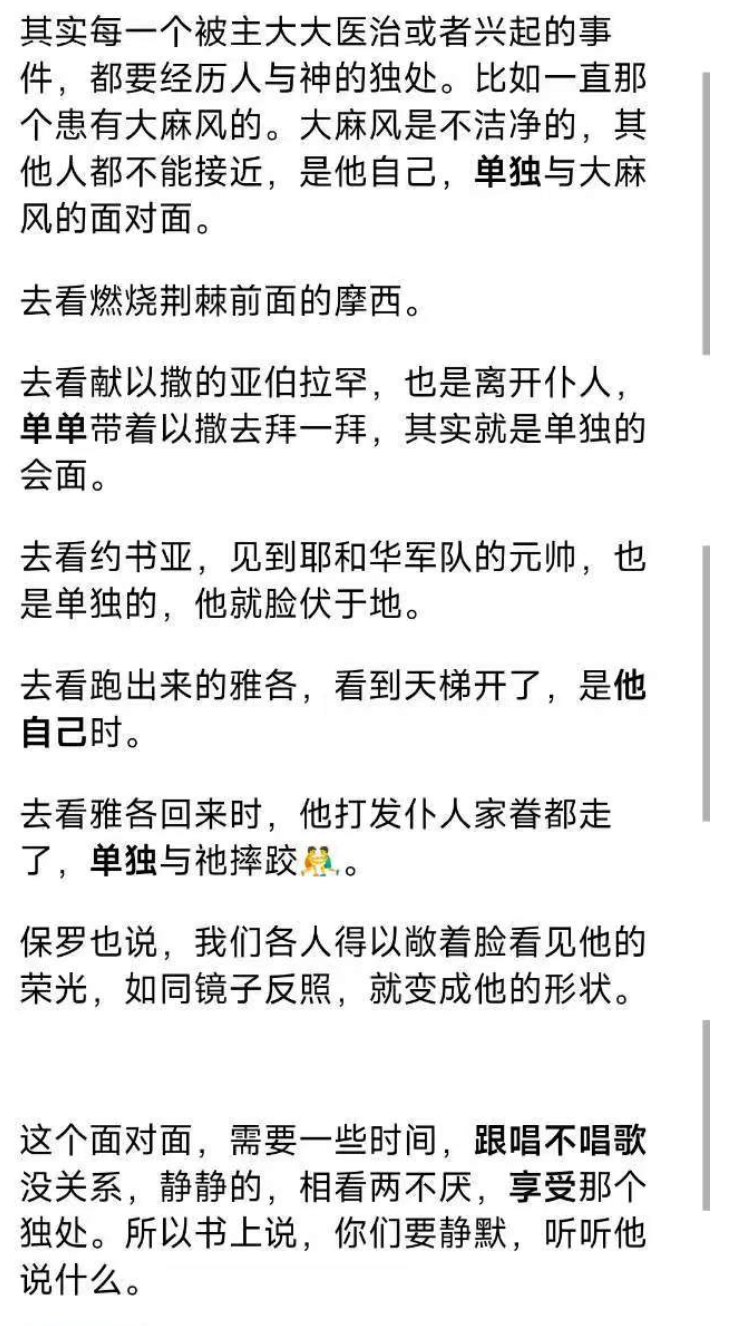 其实每一个被主大大医治或者兴起的事
件，都要经历人与神的独处。比如一直那
个患有大麻风的。大麻风是不洁净的，其
他人都不能接近，是他自己，单独与大麻
风的面对面。
去看燃烧荆棘前面的摩西。
去看献以撒的亚伯拉罕，也是离开仆人，
单单带着以撒去拜一拜，其实就是单独的
会面。
去看约书亚，见到耶和华军队的元帅，也
是单独的，他就脸伏于地。
去看跑出来的雅各，看到天梯开了，是他
自己时。
去看雅各回来时，他打发仆人家眷都走
了，单独与祂摔跤🤼。
保罗也说，我们各人得以敞着脸看见他的
荣光，如同镜子反照，就变成他的形状。
这个面对面，需要一些时间，跟唱不唱歌
没关系，静静的，相看两不厌，享受那个
独处。所以书上说，你们要静默，听听他
说什么。